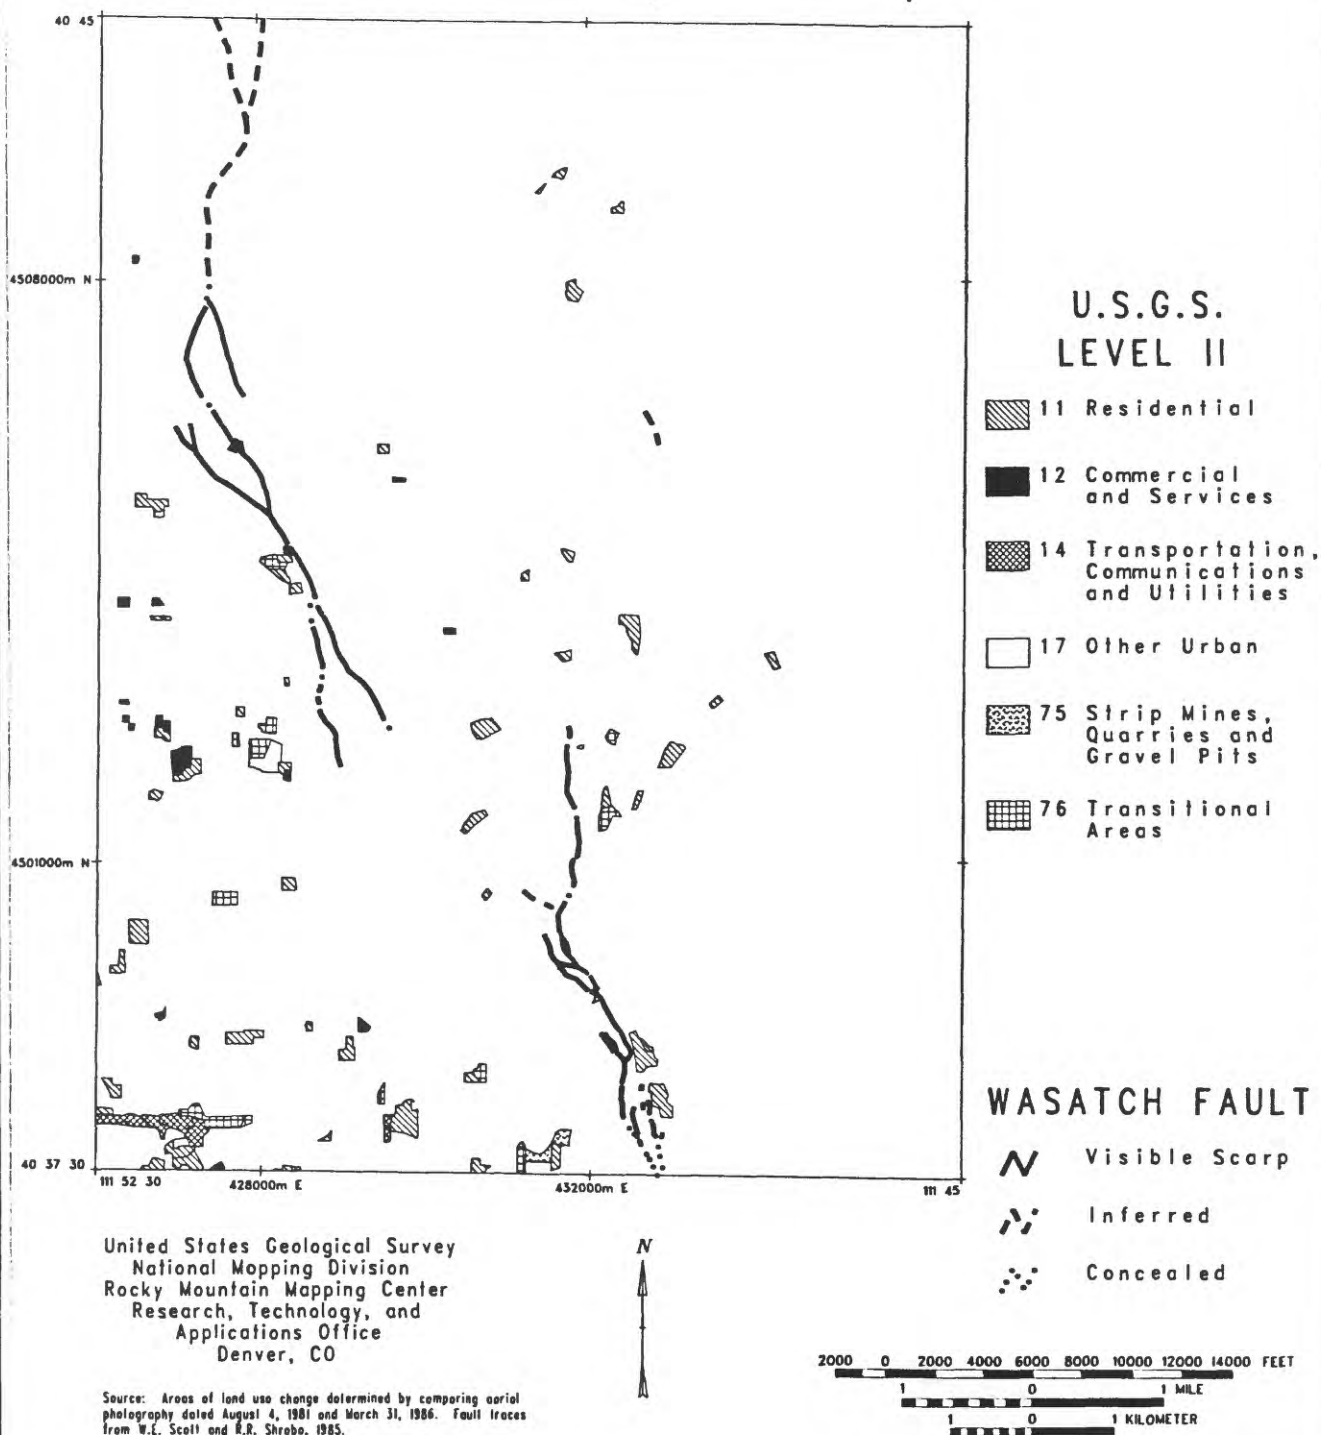 40 45
4508000m N
4501000m N
40 37 30
111 52 30
428000m E
432000m E
111 45
U.S.G.S.
LEVEL II
11 Residential
12 Commercial
and Services
14 Transportation,
Communications
and Utilities
17 Other Urban
75 Strip Mines,
Quarries and
Gravel Pits
76 Transitional
Areas
WASATCH FAULT
Visible Scarp
Inferred
Concealed
United States Geological Survey
National Mapping Division
Rocky Mountain Mapping Center
Research, Technology, and
Applications Office
Denver, CO
N
Source: Areas of land use change determined by comparing aerial
photography dated August 4, 1981 and March 31, 1986. Fault traces
from W.E. Scott and R.R. Shroba, 1985.
2000 0 2000 4000 6000 8000 10000 12000 14000 FEET
1 0 1 MILE
1 0 1 KILOMETER